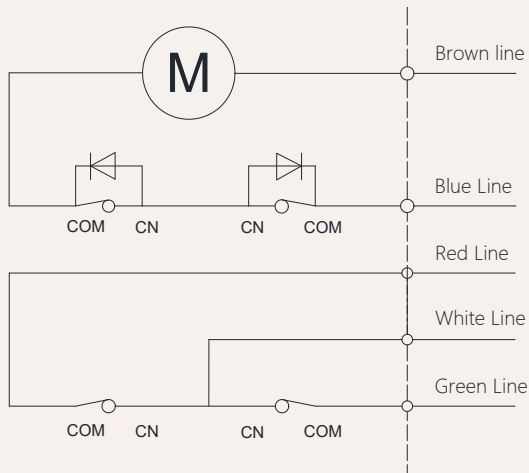 Brown line
M
Blue Line
COM CN CN COM
Red Line
White Line
Green Line
COM CN CN COM